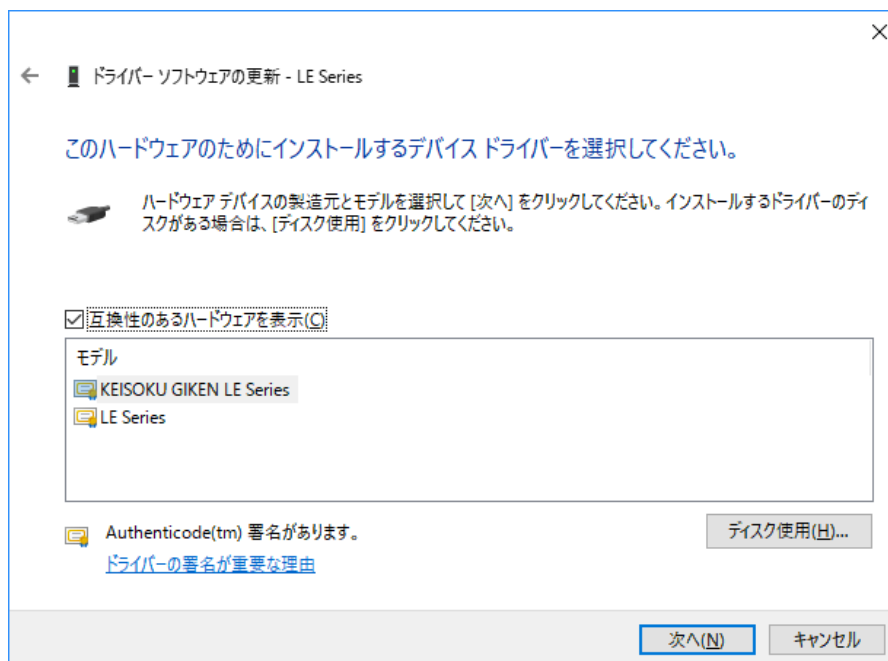 ドライバー ソフトウェアの更新 - LE Series
このハードウェアのためにインストールするデバイス ドライバーを選択してください。
ハードウェア デバイスの製造元とモデルを選択して [次へ] をクリックしてください。インストールするドライバーのディ
スクがある場合は、[ディスク使用] をクリックしてください。
互換性のあるハードウェアを表示(C)
モデル
KEISOKU GIKEN LE Series
LE Series
Authenticode(tm) 署名があります。
ディスク使用(H)...
ドライバーの署名が重要な理由
次へ(N)
キャンセル